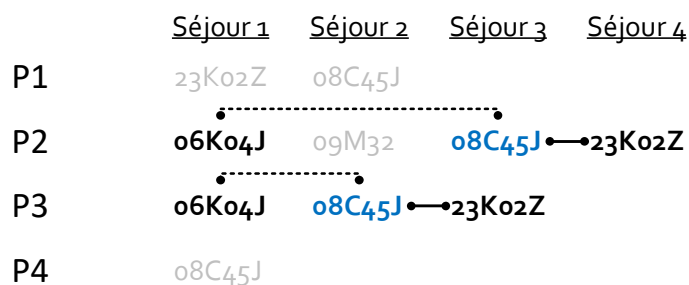 Séjour 1 Séjour 2 Séjour 3 Séjour 4
P1 23K02Z 08C45J
P2 06K04J 09M32 08C45J 23K02Z
P3 06K04J 08C45J 23K02Z
P4 08C45J